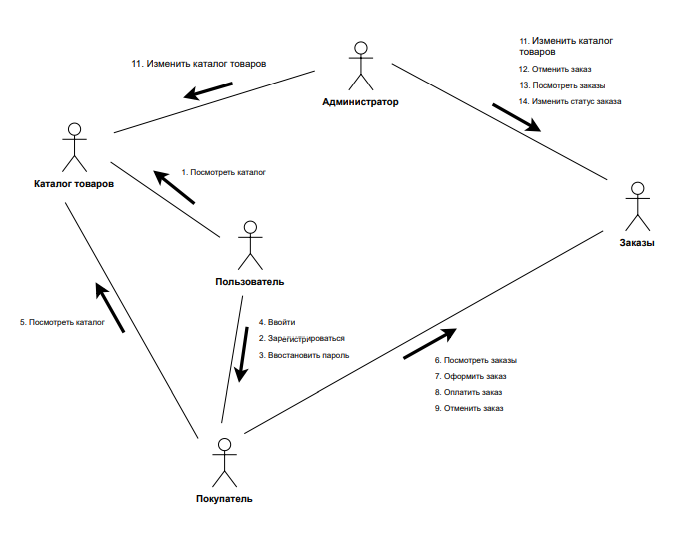 11. Изменить каталог
товаров
11. Изменить каталог товаров
12. Отменить заказ
13. Посмотреть заказы
14. Изменить статус заказа
Администратор
1. Посмотреть каталог
Каталог товаров
Заказы
Пользователь
5. Посмотреть каталог
4. Ввойти
2. Зарегистрироваться
3. Ввостановить пароль
6. Посмотреть заказы
7. Оформить заказ
8. Оплатить заказ
9. Отменить заказ
Покупатель